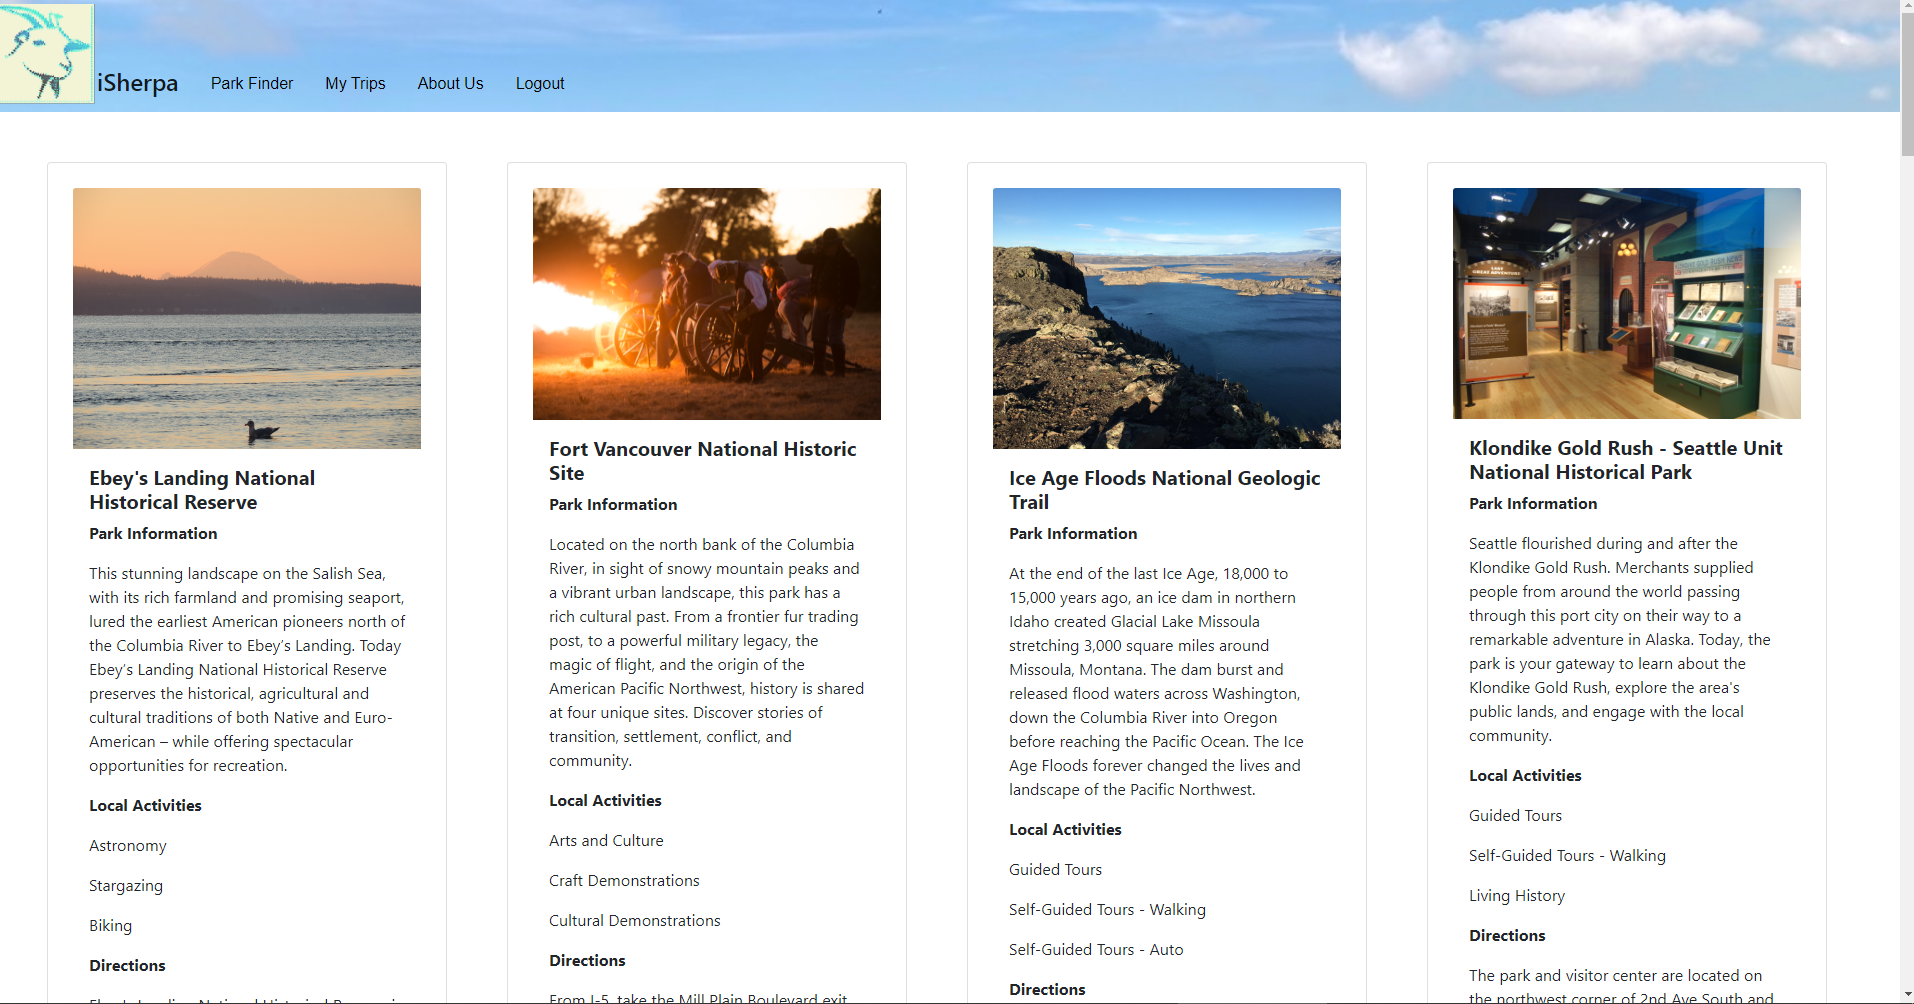 iSherpa
Park Finder
My Trips
About Us
Logout
Ebey's Landing National
Historical Reserve
Park Information
This stunning landscape on the Salish Sea,
with its rich farmland and promising seaport,
lured the earliest American pioneers north of
the Columbia River to Ebey’s Landing. Today
Ebey’s Landing National Historical Reserve
preserves the historical, agricultural and
cultural traditions of both Native and Euro-
American – while offering spectacular
opportunities for recreation.
Local Activities
Astronomy
Stargazing
Biking
Directions
Fort Vancouver National Historic
Site
Park Information
Located on the north bank of the Columbia
River, in sight of snowy mountain peaks and
a vibrant urban landscape, this park has a
rich cultural past. From a frontier fur trading
post, to a powerful military legacy, the
magic of flight, and the origin of the
American Pacific Northwest, history is shared
at four unique sites. Discover stories of
transition, settlement, conflict, and
community.
Local Activities
Arts and Culture
Craft Demonstrations
Cultural Demonstrations
Directions
From I-5, take the Mill Plain Boulevard exit
Ice Age Floods National Geologic
Trail
Park Information
At the end of the last Ice Age, 18,000 to
15,000 years ago, an ice dam in northern
Idaho created Glacial Lake Missoula
stretching 3,000 square miles around
Missoula, Montana. The dam burst and
released flood waters across Washington,
down the Columbia River into Oregon
before reaching the Pacific Ocean. The Ice
Age Floods forever changed the lives and
landscape of the Pacific Northwest.
Local Activities
Guided Tours
Self-Guided Tours - Walking
Self-Guided Tours - Auto
Directions
Klondike Gold Rush - Seattle Unit
National Historical Park
Park Information
Seattle flourished during and after the
Klondike Gold Rush. Merchants supplied
people from around the world passing
through this port city on their way to a
remarkable adventure in Alaska. Today, the
park is your gateway to learn about the
Klondike Gold Rush, explore the area's
public lands, and engage with the local
community.
Local Activities
Guided Tours
Self-Guided Tours - Walking
Living History
Directions
The park and visitor center are located on
the northwest corner of 2nd Ave South and